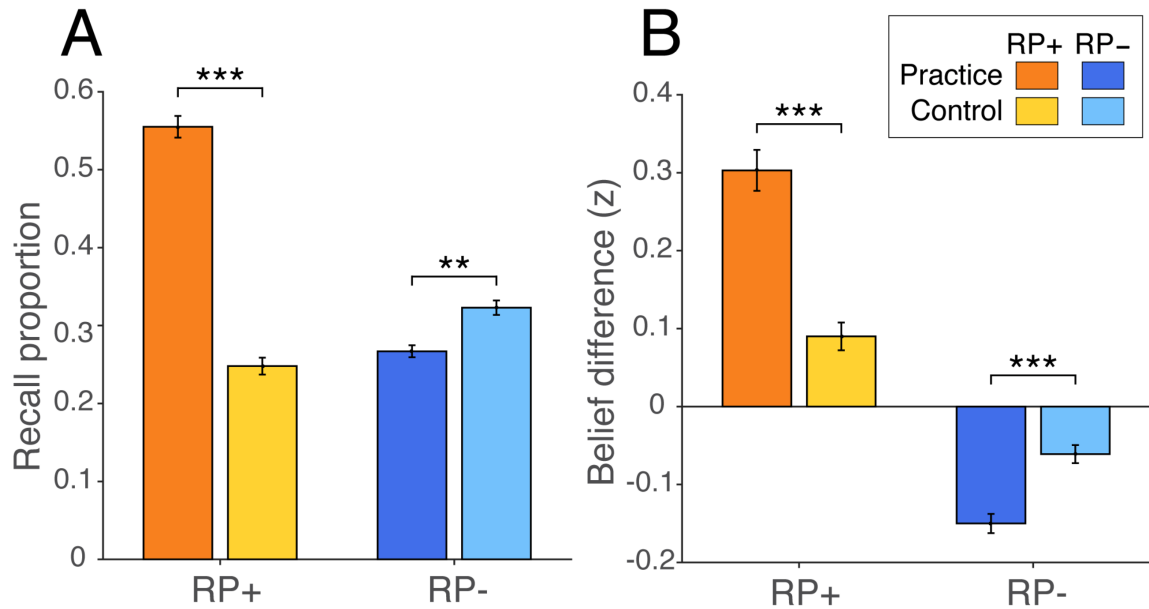 A
Recall proportion
0.6
0.5
0.4
0.3
0.2
0.1
0
***
**
RP+ RP-
B
RP+ RP−
Practice
Control
Belief difference (z)
0.4
0.3
0.2
0.1
0
-0.1
-0.2
***
***
RP+ RP-